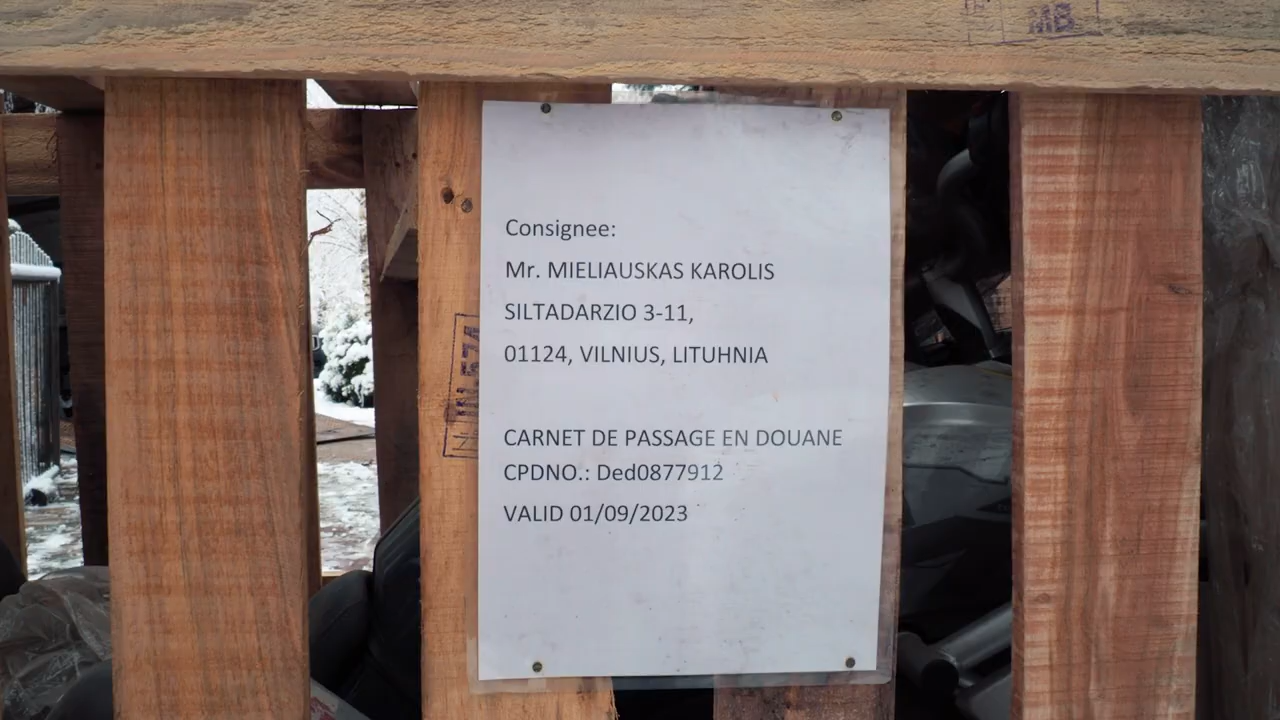 MB
Consignee:
Mr. MIELIAUSKAS KAROLIS
SILTADARZIO 3-11,
01124, VILNIUS, LITUHNIA
CARNET DE PASSAGE EN DOUANE
CPDNO.: Ded0877912
VALID 01/09/2023